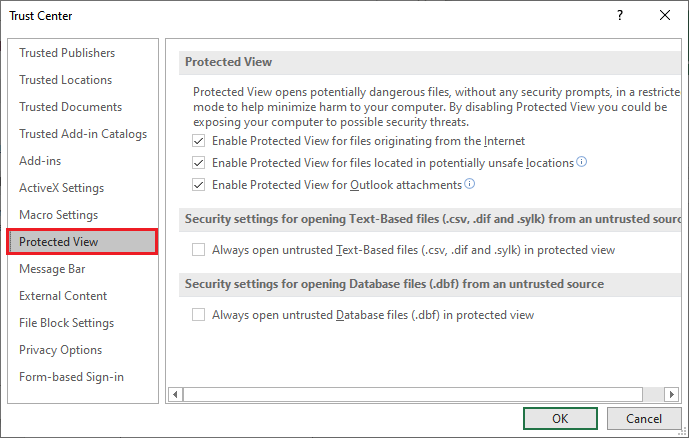 Trust Center
?
Trusted Publishers
Trusted Locations
Trusted Documents
Trusted Add-in Catalogs
Add-ins
ActiveX Settings
Macro Settings
Protected View
Message Bar
External Content
File Block Settings
Privacy Options
Form-based Sign-in
Protected View
Protected View opens potentially dangerous files, without any security prompts, in a restricted
mode to help minimize harm to your computer. By disabling Protected View you could be
exposing your computer to possible security threats.
Enable Protected View for files originating from the Internet
Enable Protected View for files located in potentially unsafe locations
Enable Protected View for Outlook attachments
Security settings for opening Text-Based files (.csv, .dif and .sylk) from an untrusted sourc
Always open untrusted Text-Based files (.csv, .dif and .sylk) in protected view
Security settings for opening Database files (.dbf) from an untrusted source
Always open untrusted Database files (.dbf) in protected view
OK
Cancel